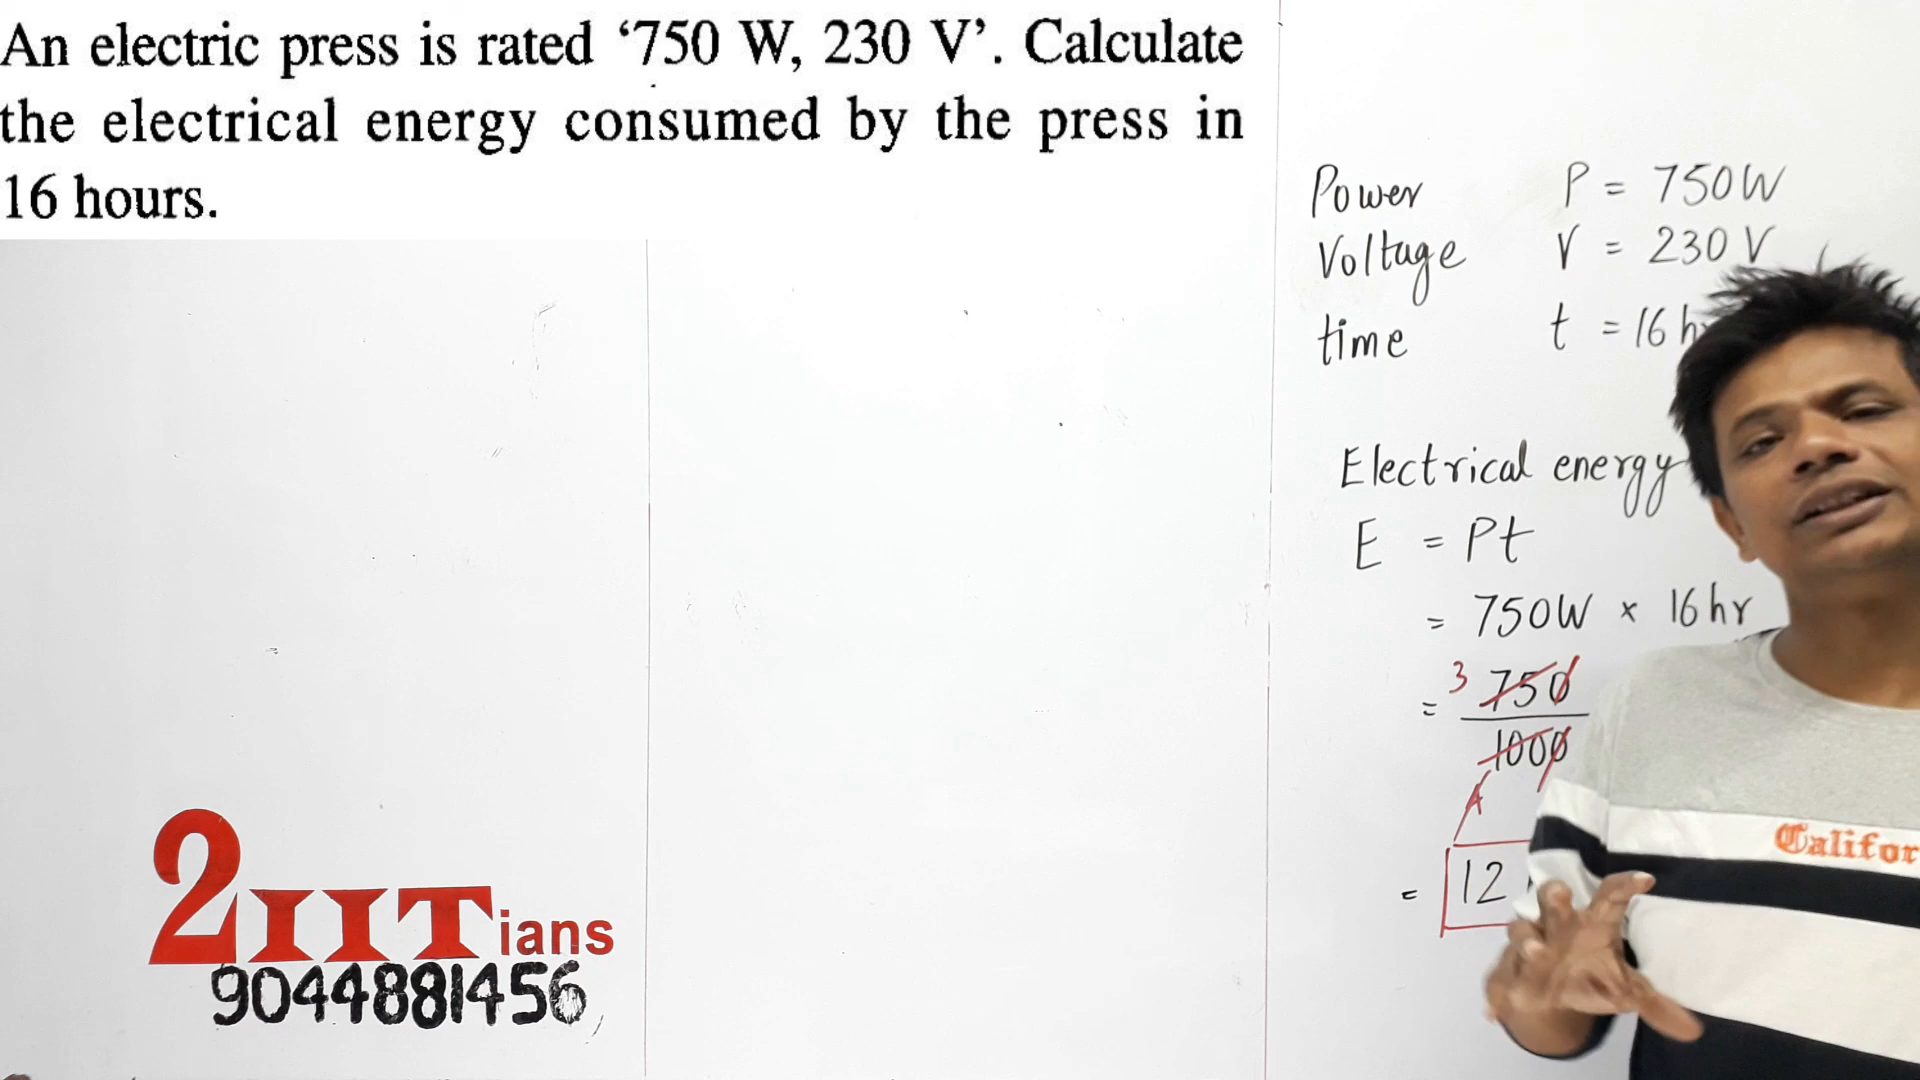 An electric press is rated ‘750 W, 230 V’. Calculate
the electrical energy consumed by the press in
16 hours.
Power P = 750W
Voltage V = 230 V
time t = 16
Electrical energy
E = Pt
= 750W × 16 hr
= 3 750
1000
= 12
2IITians
9044881456
Califor